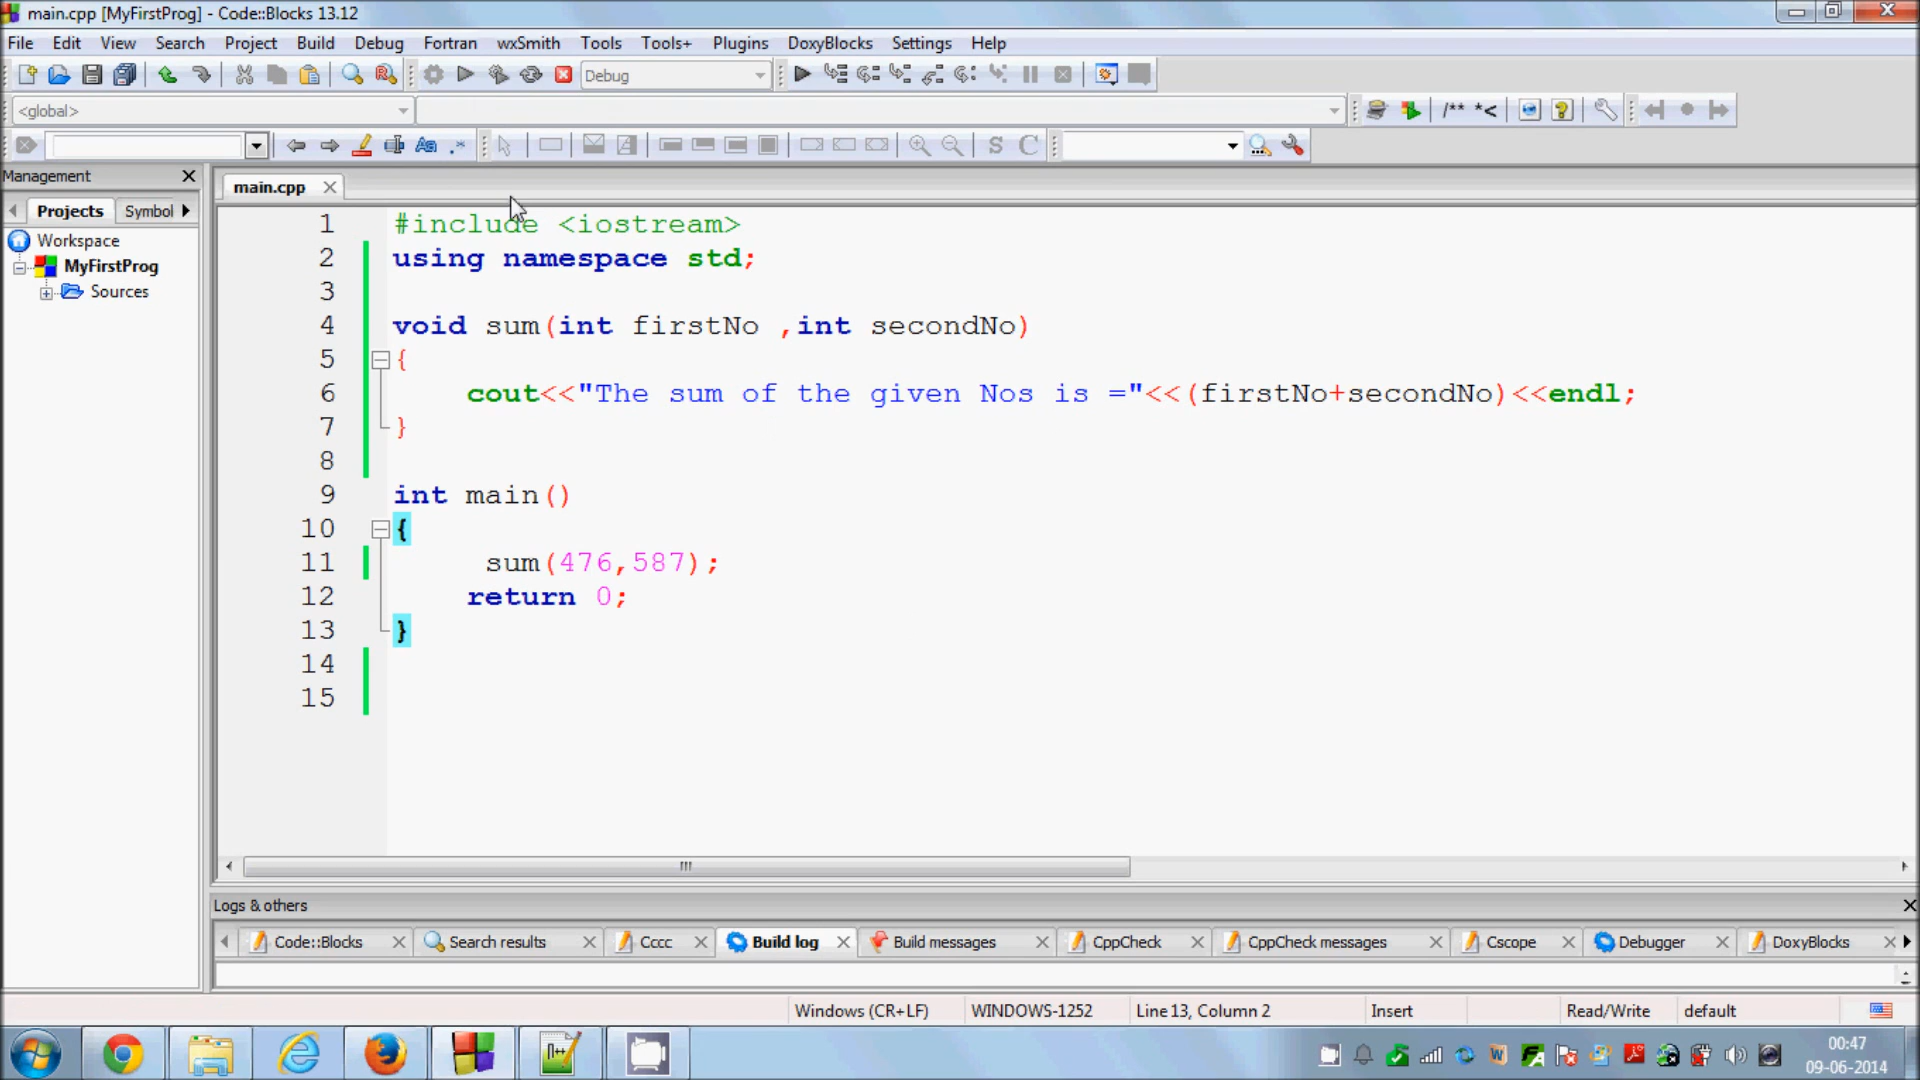 main.cpp [MyFirstProg] - Code::Blocks 13.12
File Edit View Search Project Build Debug Fortran wxSmith Tools Tools+ Plugins DoxyBlocks Settings Help
Debug
<global>
/** *<
S C
Management
main.cpp
Projects Symbol
Workspace
MyFirstProg
Sources
1 #include <iostream>
2 using namespace std;
3
4 void sum(int firstNo ,int secondNo)
5 {
6 cout<<"The sum of the given Nos is ="<<(firstNo+secondNo)<<endl;
7 }
8
9 int main()
10 {
11 sum(476,587);
12 return 0;
13 }
14
15
Logs & others
Code::Blocks Search results Cccc Build log Build messages CppCheck CppCheck messages Cscope Debugger DoxyBlocks
Windows (CR+LF) WINDOWS-1252 Line 13, Column 2 Insert Read/Write default
00:47
09-06-2014